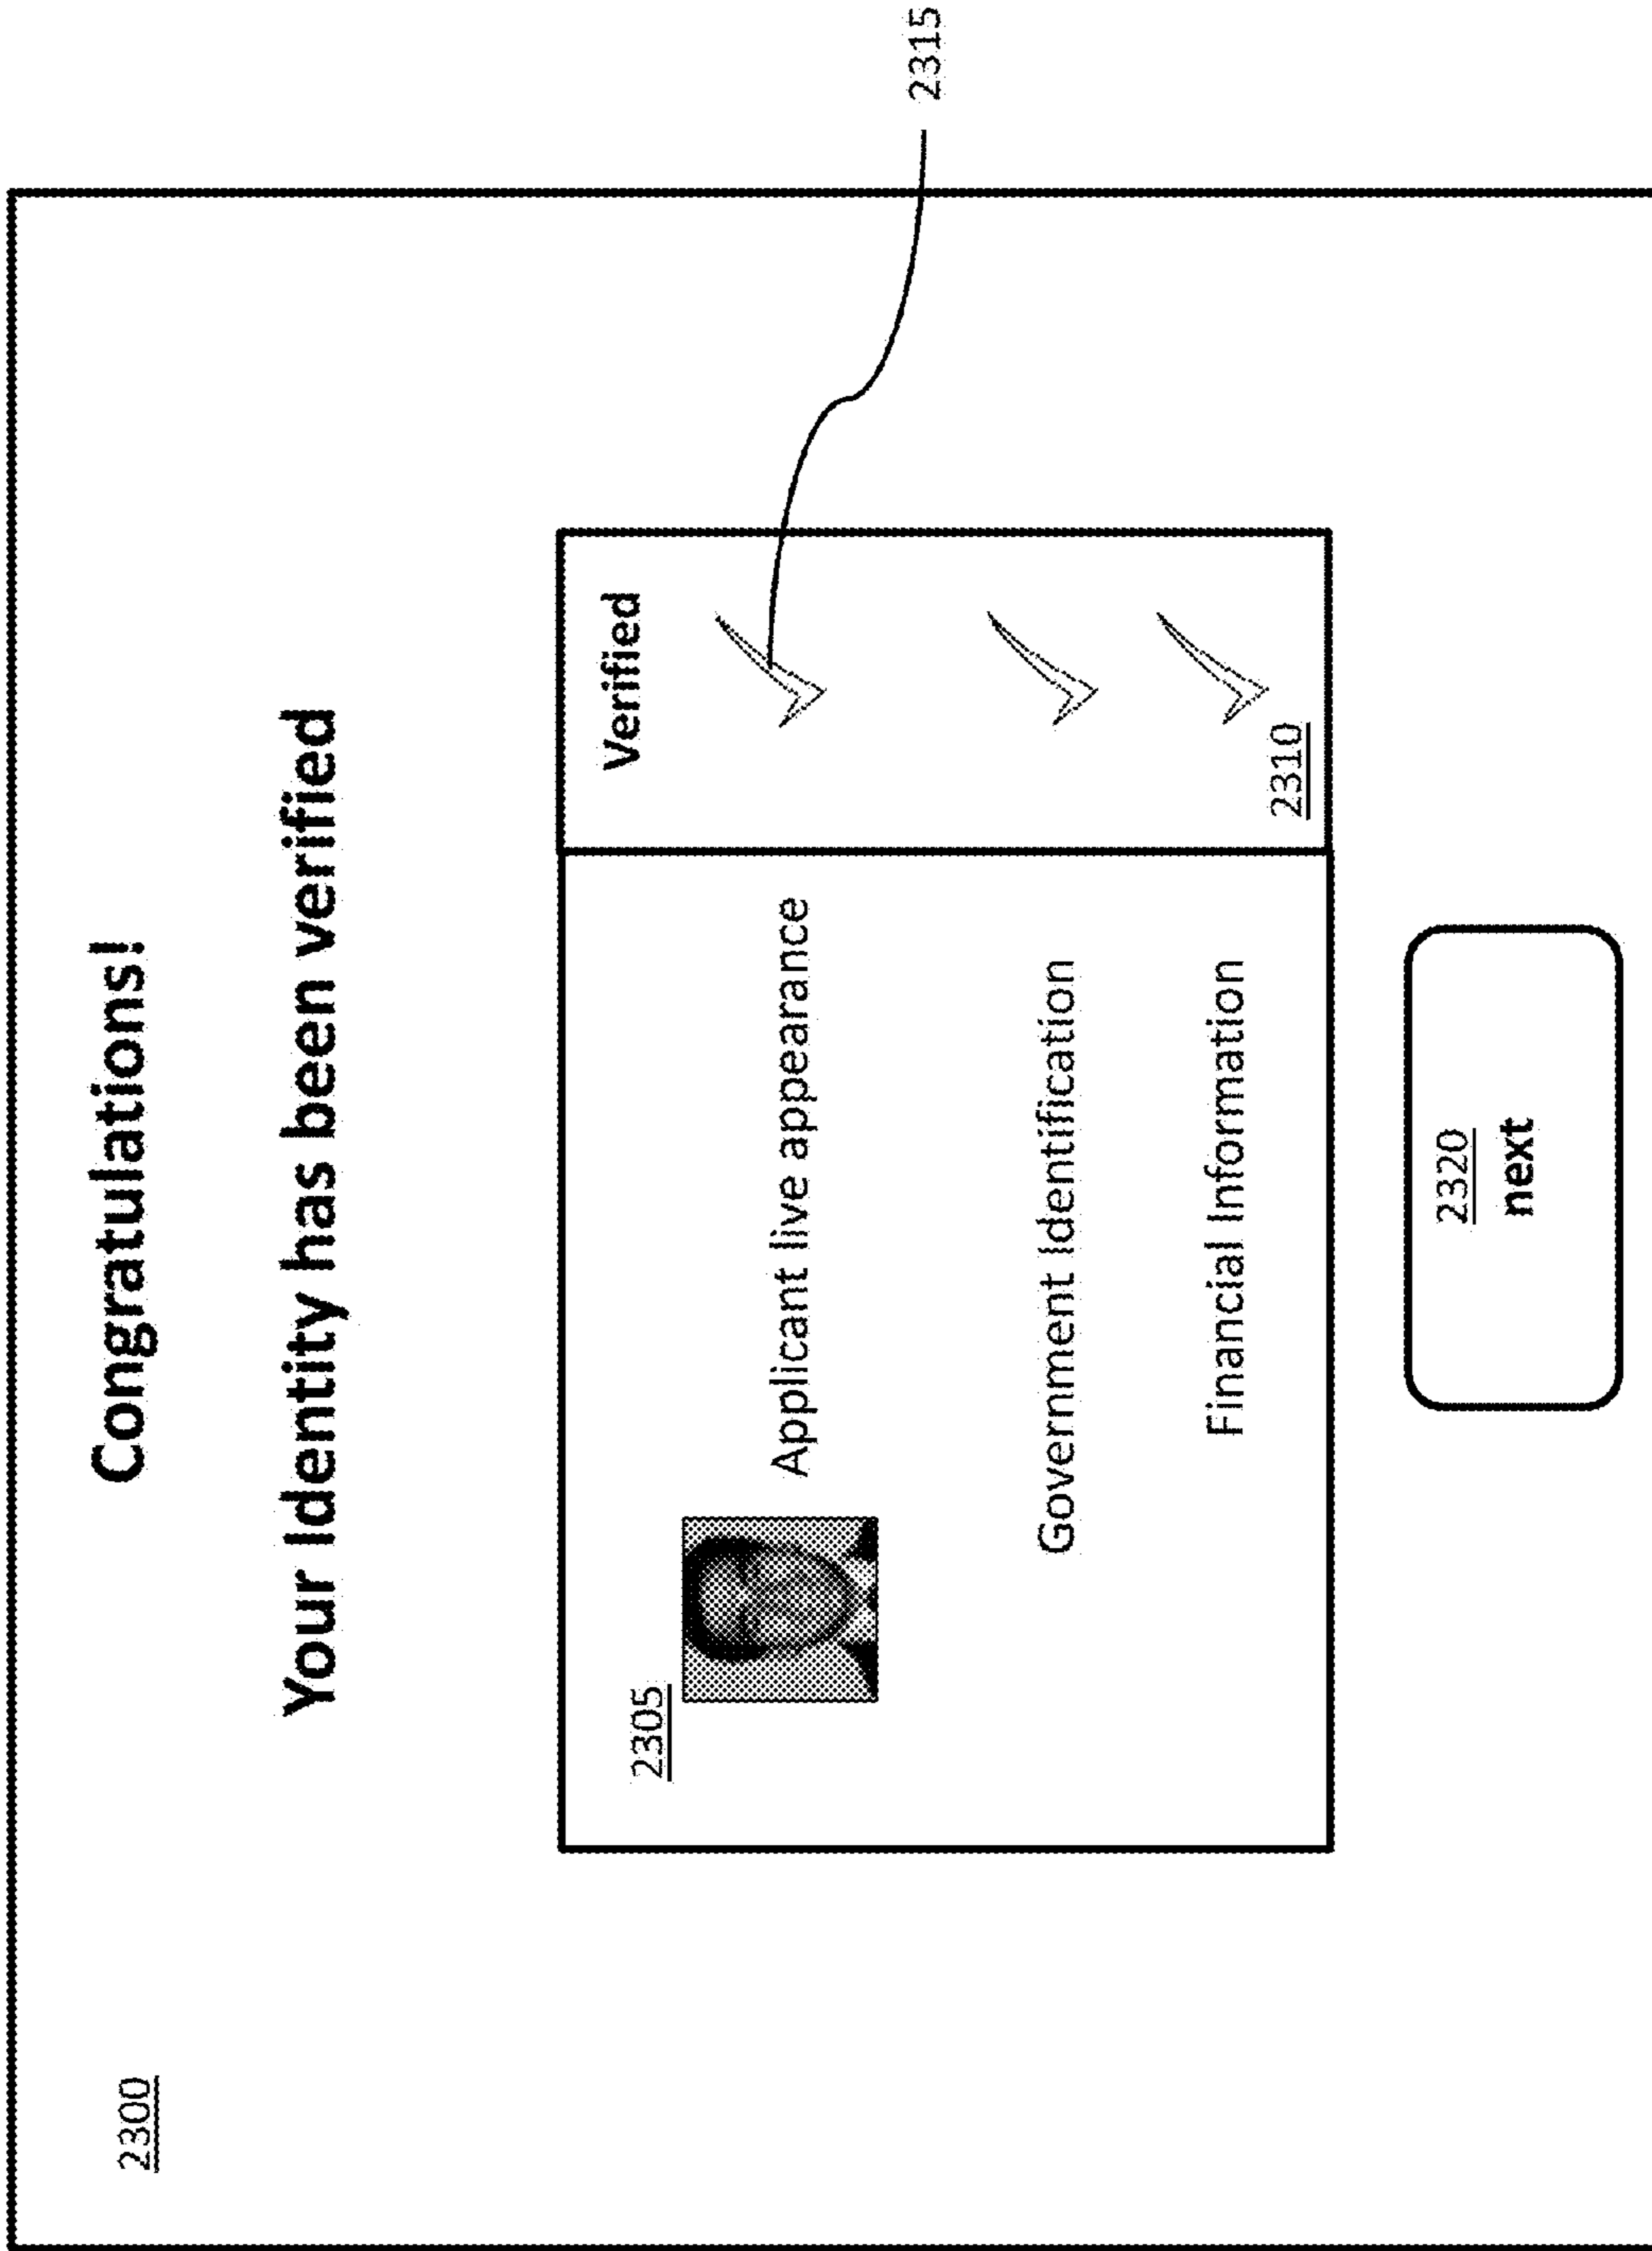 2300
Congratulations!
Your Identity has been verified
2305
Verified
Applicant live appearance
2315
Government Identification
Financial Information
2310
2320
next